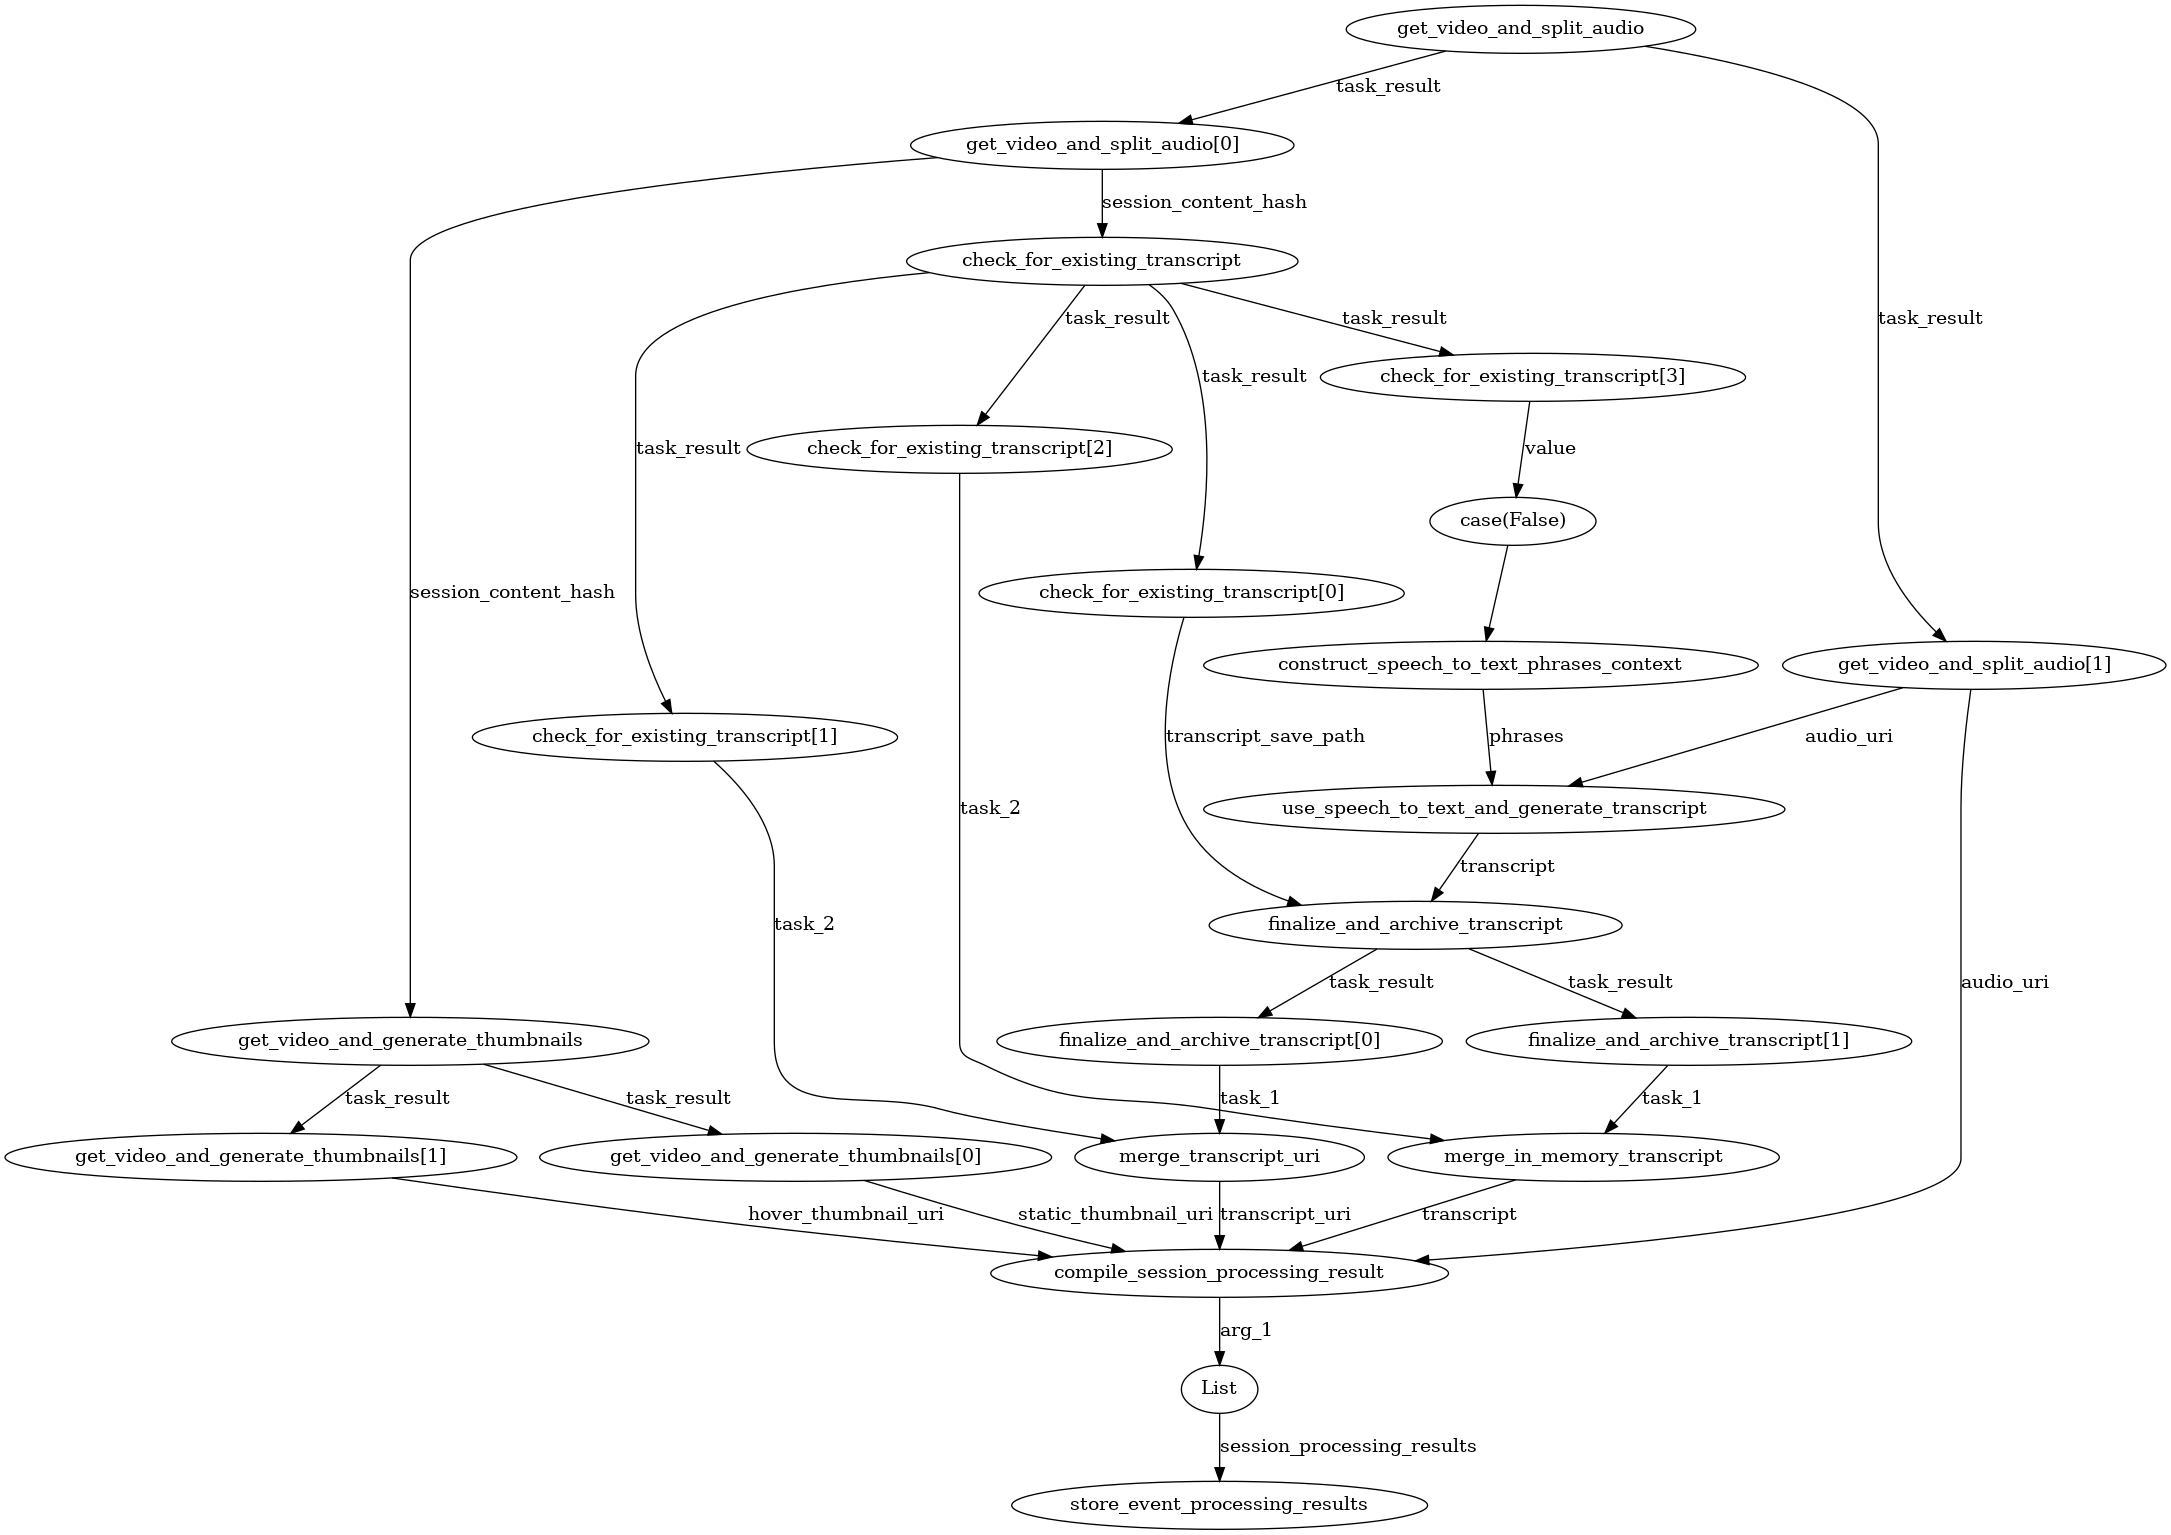 get_video_and_split_audio
task_result
get_video_and_split_audio[0]
session_content_hash
check_for_existing_transcript
task_result
task_result
task_result
task_result
check_for_existing_transcript[3]
task_result
check_for_existing_transcript[2]
value
case(False)
session_content_hash
check_for_existing_transcript[0]
construct_speech_to_text_phrases_context
get_video_and_split_audio[1]
check_for_existing_transcript[1]
transcript_save_path
phrases
audio_uri
task_2
use_speech_to_text_and_generate_transcript
transcript
task_2
finalize_and_archive_transcript
task_result
task_result
audio_uri
get_video_and_generate_thumbnails
finalize_and_archive_transcript[0]
finalize_and_archive_transcript[1]
task_result
task_result
task_1
task_1
get_video_and_generate_thumbnails[1]
get_video_and_generate_thumbnails[0]
merge_transcript_uri
merge_in_memory_transcript
hover_thumbnail_uri
static_thumbnail_uri
transcript_uri
transcript
compile_session_processing_result
arg_1
List
session_processing_results
store_event_processing_results